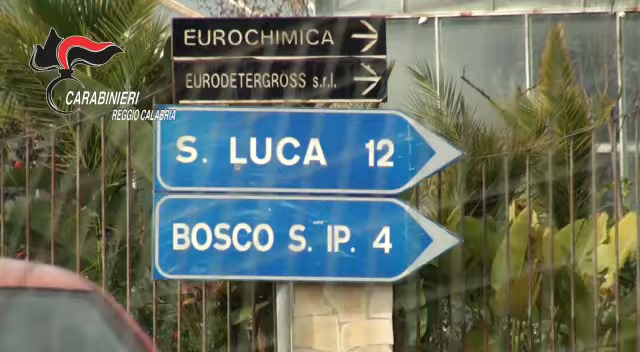 CARABINIERI
REGGIO CALABRIA
EUROCHIMICA
EURODETERGROSS s.r.l.
S. LUCA 12
BOSCO S. IP. 4